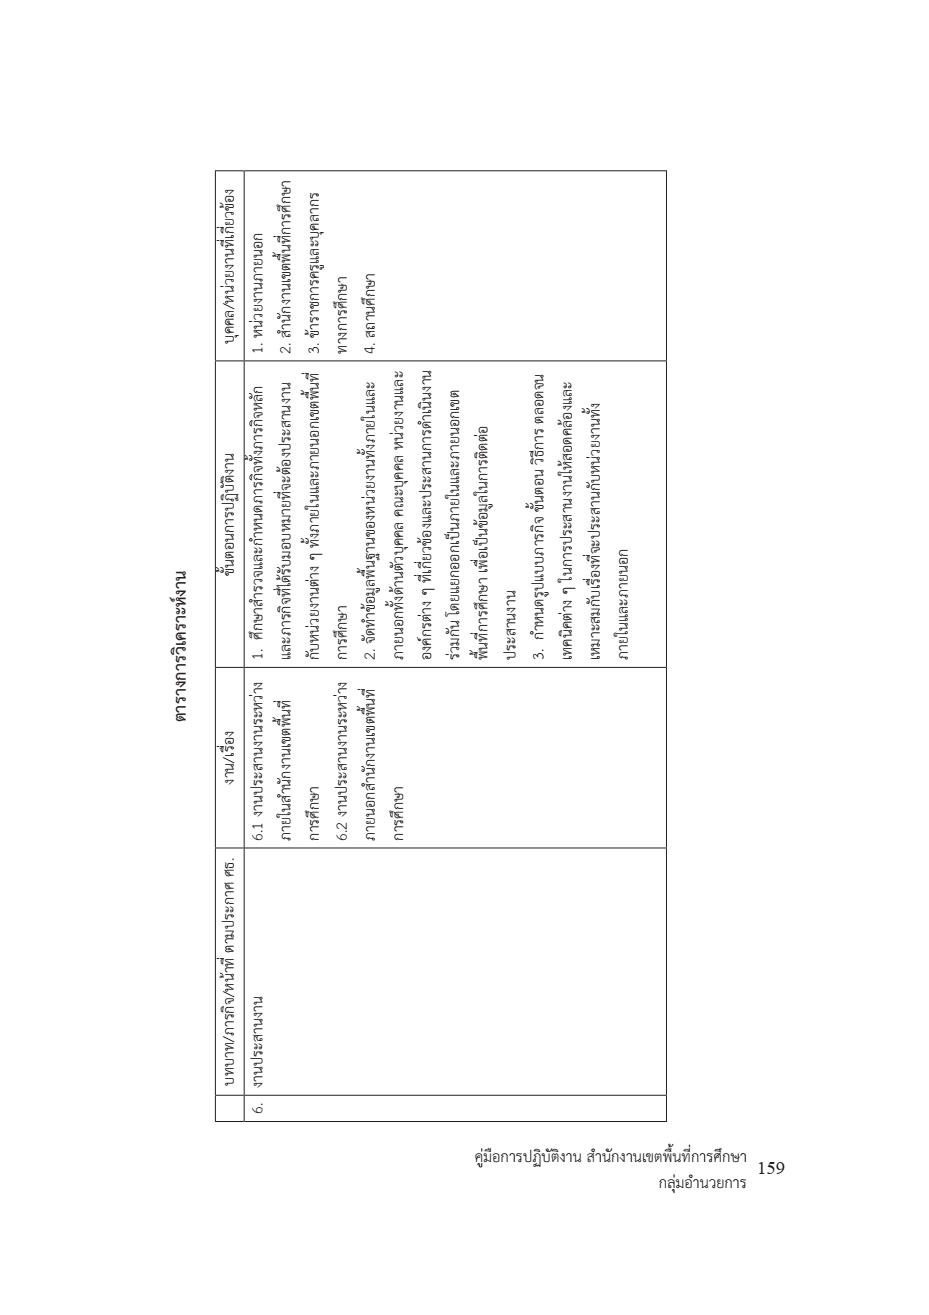 ตารางการวิเคราะห์งาน
บทบาท/ภารกิจ/หน้าที่ ตามประกาศ ศธ.
งาน/เรื่อง
ขั้นตอนการปฏิบัติงาน
บุคคล/หน่วยงานที่เกี่ยวข้อง
6.
งานประสานงาน
6.1 งานประสานงานระหว่าง
ภายในสำนักงานเขตพื้นที่
การศึกษา
6.2 งานประสานงานระหว่าง
ภายนอกสำนักงานเขตพื้นที่
การศึกษา
1. ศึกษาสำรวจและกำหนดภารกิจทั้งภารกิจหลัก
และภารกิจที่ได้รับมอบหมายที่จะต้องประสานงาน
กับหน่วยงานต่าง ๆ ทั้งภายในและภายนอกเขตพื้นที่
การศึกษา
2. จัดทำข้อมูลพื้นฐานของหน่วยงานทั้งภายในและ
ภายนอกทั้งด้านตัวบุคคล คณะบุคคล หน่วยงานและ
องค์กรต่าง ๆ ที่เกี่ยวข้องและประสานการดำเนินงาน
ร่วมกัน โดยแยกออกเป็นภายในและภายนอกเขต
พื้นที่การศึกษา เพื่อเป็นข้อมูลในการติดต่อ
ประสานงาน
3. กำหนดรูปแบบภารกิจ ขั้นตอน วิธีการ ตลอดจน
เทคนิคต่าง ๆ ในการประสานงานให้สอดคล้องและ
เหมาะสมกับเรื่องที่จะประสานกับหน่วยงานทั้ง
ภายในและภายนอก
1. หน่วยงานภายนอก
2. สำนักงานเขตพื้นที่การศึกษา
3. ข้าราชการครูและบุคลากร
ทางการศึกษา
4. สถานศึกษา
คู่มือการปฏิบัติงาน สำนักงานเขตพื้นที่การศึกษา
กลุ่มอำนวยการ
159